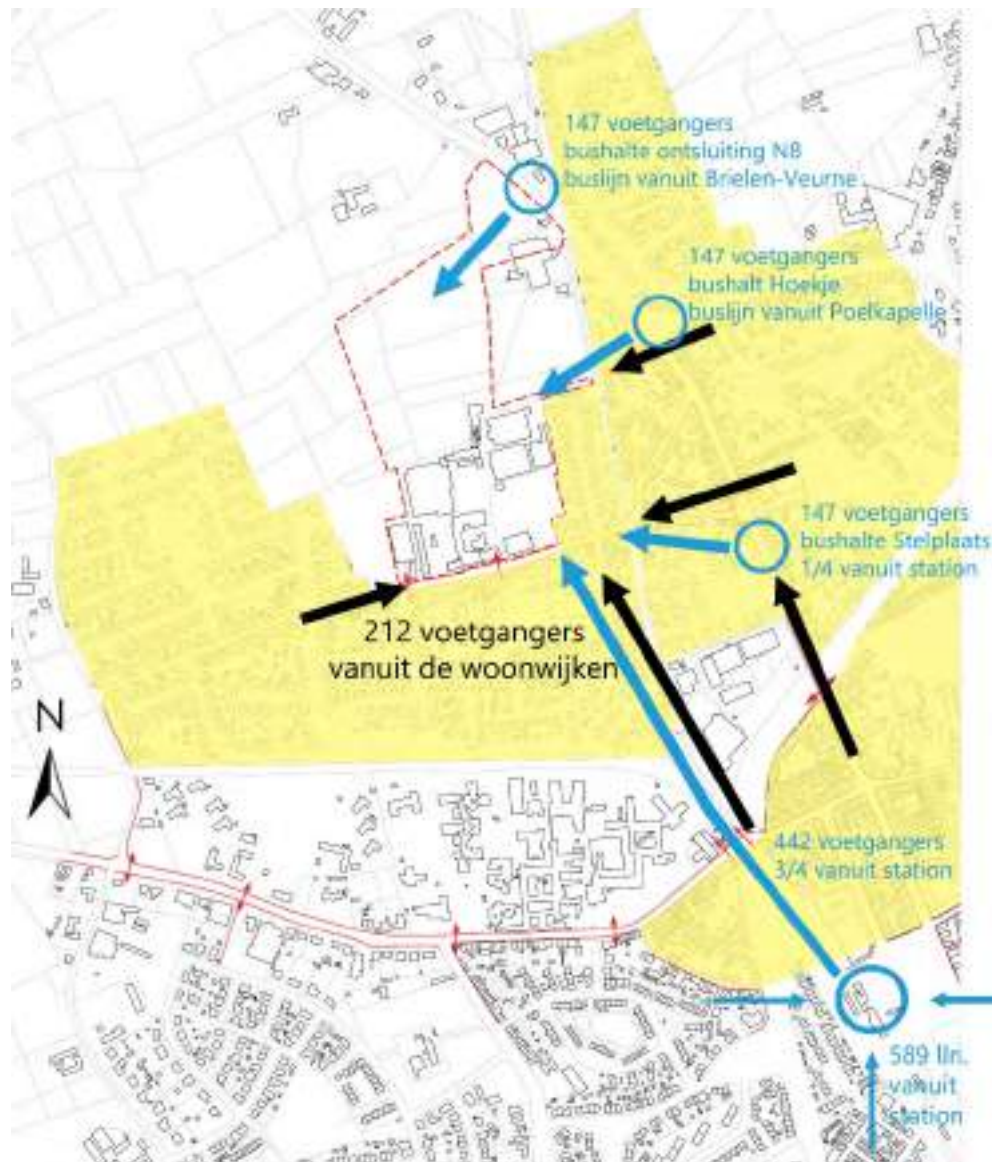 147 voetgangers
bushalte ontsluiting N8
buslijn vanuit Brielen-Veurne
147 voetgangers
bushalt Hoekje
buslijn vanuit Poelkapelle
147 voetgangers
bushalte Stelplaats
1/4 vanuit station
212 voetgangers
vanuit de woonwijken
N
442 voetgangers
3/4 vanuit station
589 lln.
vanuit
station